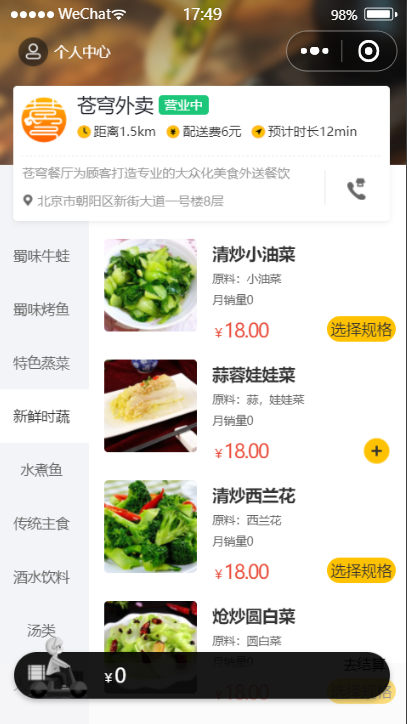 WeChat
17:49
98%
个人中心
苍穹外卖 营业中
距离1.5km 配送费6元 预计时长12min
苍穹餐厅为顾客打造专业的大众化美食外送餐饮
北京市朝阳区新街大道一号楼8层
蜀味牛蛙
蜀味烤鱼
特色蒸菜
新鲜时蔬
水煮鱼
传统主食
酒水饮料
汤类
清炒小油菜
原料：小油菜
月销量0
¥18.00
选择规格
蒜蓉娃娃菜
原料：蒜，娃娃菜
月销量0
¥18.00
清炒西兰花
原料：西兰花
月销量0
¥18.00
选择规格
炝炒圆白菜
原料：圆白菜
月销量0
¥18.00
选择规格
¥0
去结算